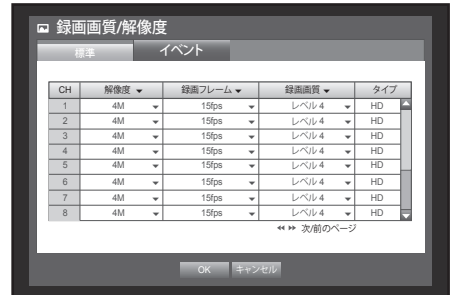 録画画質/解像度
標準 イベント
CH 解像度 録画フレーム 録画画質 タイプ
1 4M 15fps レベル 4 HD
2 4M 15fps レベル 4 HD
3 4M 15fps レベル 4 HD
4 4M 15fps レベル 4 HD
5 4M 15fps レベル 4 HD
6 4M 15fps レベル 4 HD
7 4M 15fps レベル 4 HD
8 4M 15fps レベル 4 HD
次/前のページ
OK キャンセル